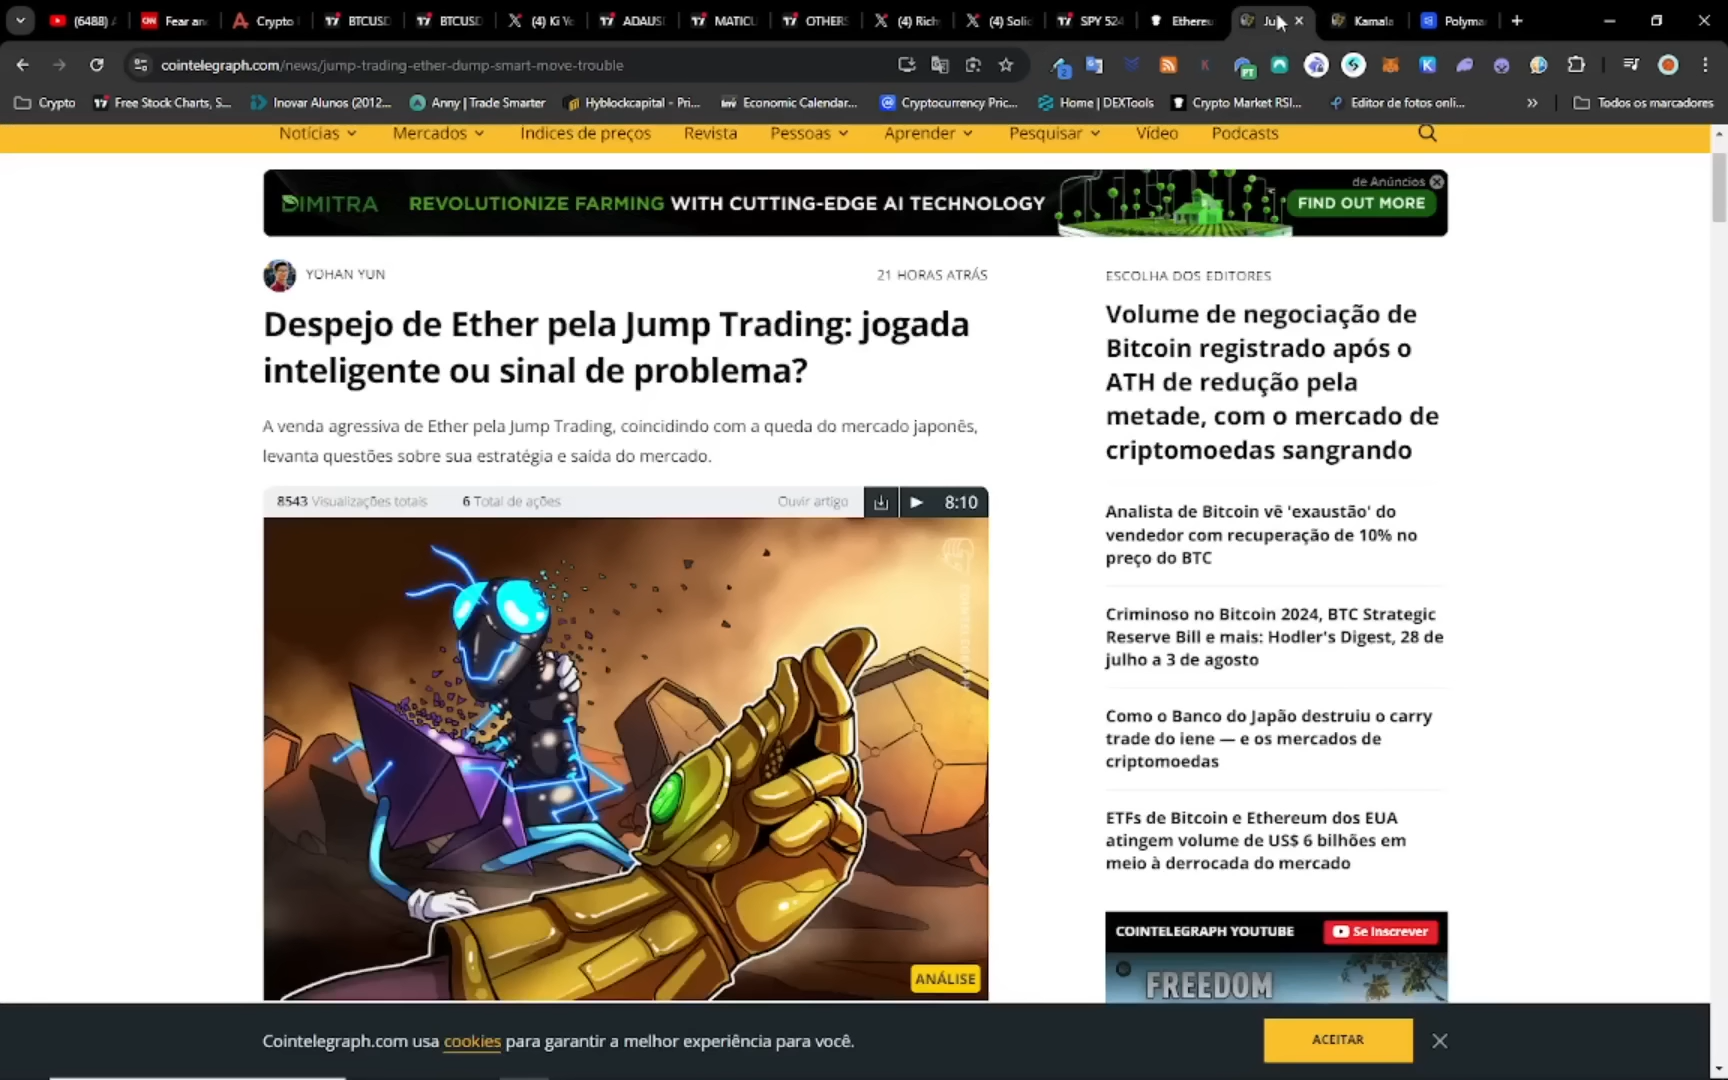 (6488) A
Fear an
Crypto
BTCUSD
BTCUSD
(4) Ki Yo
ADAUS
MATICU
OTHERS
(4) Rich
(4) Solid
SPY 524
Ethereu
Ju
Kamala
Polyma
cointelegraph.com/news/jump-trading-ether-dump-smart-move-trouble
Crypto
Free Stock Charts, S...
Inovar Alunos (2012...
Anny | Trade Smarter
Hyblockcapital - Pri...
Economic Calendar...
Cryptocurrency Pric...
Home | DEXTools
Crypto Market RSI...
Editor de fotos onli...
Todos os marcadores
Notícias
Mercados
Índices de preços
Revista
Pessoas
Aprender
Pesquisar
Vídeo
Podcasts
DIMITRA
REVOLUTIONIZE FARMING WITH CUTTING-EDGE AI TECHNOLOGY
de Anúncios
FIND OUT MORE
YOHAN YUN
21 HORAS ATRÁS
Despejo de Ether pela Jump Trading: jogada
inteligente ou sinal de problema?
A venda agressiva de Ether pela Jump Trading, coincidindo com a queda do mercado japonês,
levanta questões sobre sua estratégia e saída do mercado.
8543 Visualizações totais
6 Total de ações
Ouvir artigo
8:10
ANÁLISE
ESCOLHA DOS EDITORES
Volume de negociação de
Bitcoin registrado após o
ATH de redução pela
metade, com o mercado de
criptomoedas sangrando
Analista de Bitcoin vê 'exaustão' do
vendedor com recuperação de 10% no
preço do BTC
Criminoso no Bitcoin 2024, BTC Strategic
Reserve Bill e mais: Hodler's Digest, 28 de
julho a 3 de agosto
Como o Banco do Japão destruiu o carry
trade do iene — e os mercados de
criptomoedas
ETFs de Bitcoin e Ethereum dos EUA
atingem volume de US$ 6 bilhões em
meio à derrocada do mercado
COINTELEGRAPH YOUTUBE
Se Inscrever
FREEDOM
Cointelegraph.com usa cookies para garantir a melhor experiência para você.
ACEITAR